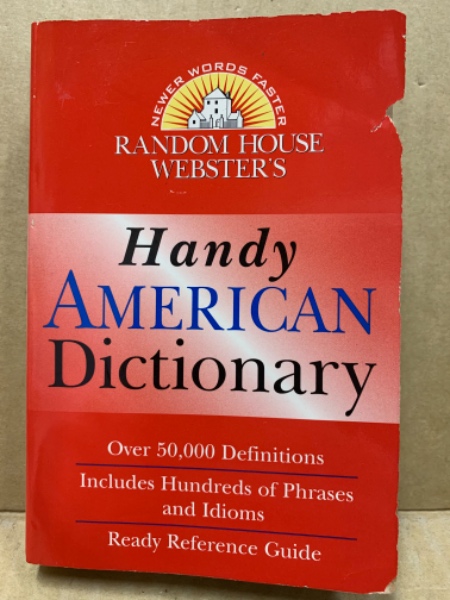 NEWER WORDS FASTER
RANDOM HOUSE
WEBSTER'S
Handy
AMERICAN
Dictionary
Over 50,000 Definitions
Includes Hundreds of Phrases
and Idioms
Ready Reference Guide